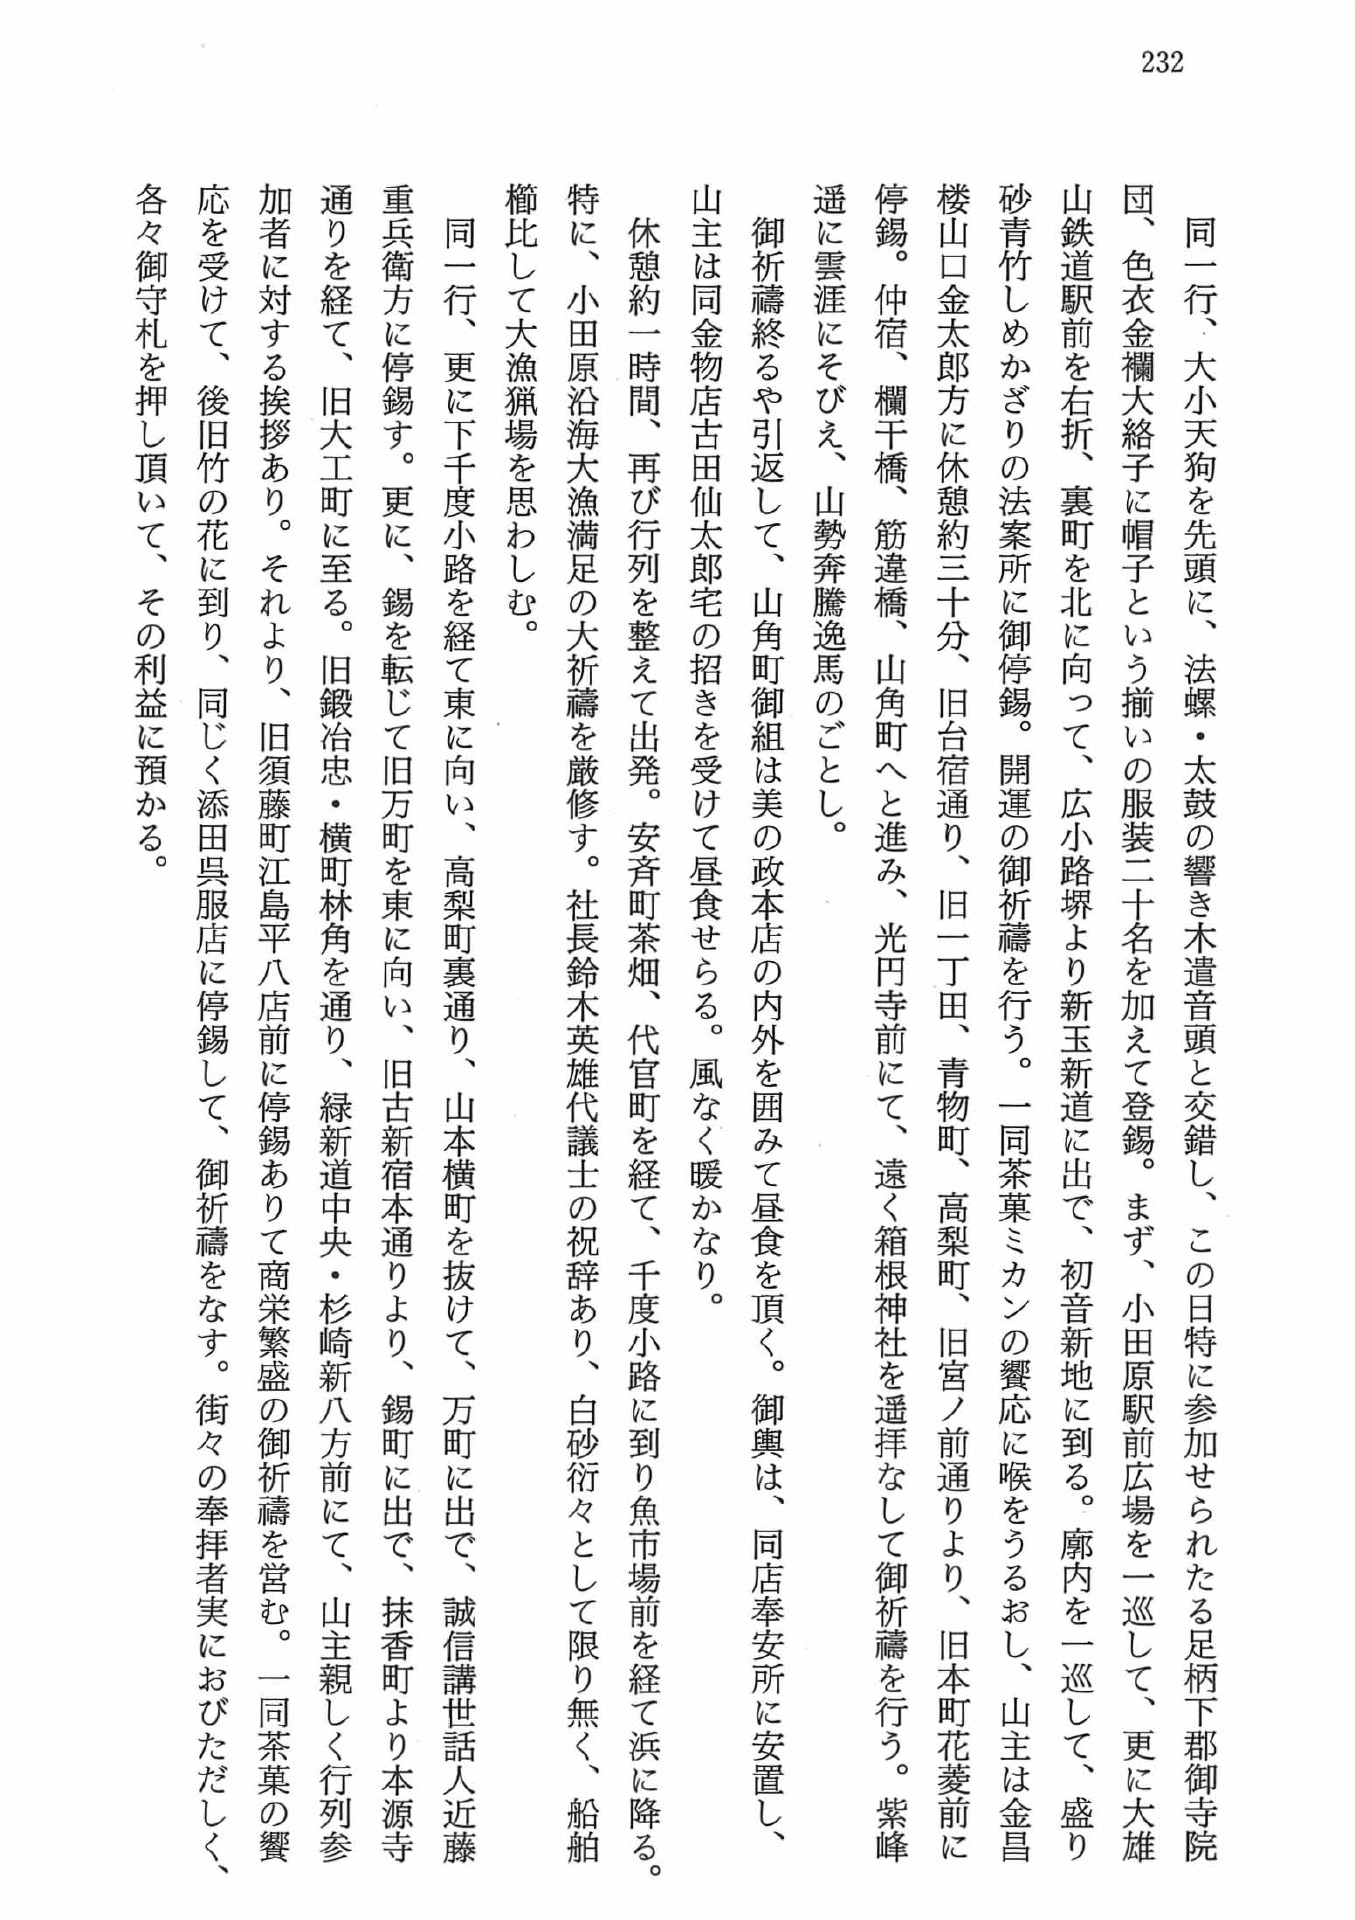 232
同一行、大小天狗を先頭に、法螺・太鼓の響き木遣音頭と交錯し、この日特に参加せられたる足柄下郡御寺院
団、色衣金襴大絡子に帽子という揃いの服装二十名を加えて登錫。まず、小田原駅前広場を一巡して、更に大雄
山鉄道駅前を右折、裏町を北に向って、広小路堺より新玉新道に出で、初音新地に到る。廓内を一巡して、盛り
砂青竹しめかざりの法案所に御停錫。開運の御祈禱を行う。一同茶菓ミカンの饗応に喉をうるおし、山主は金昌
楼山口金太郎方に休憩約三十分、旧台宿通り、旧一丁田、青物町、高梨町、旧宮ノ前通りより、旧本町花菱前に
停錫。仲宿、欄干橋、筋違橋、山角町へと進み、光円寺前にて、遠く箱根神社を遥拝なして御祈禱を行う。紫峰
遥に雲涯にそびえ、山勢奔騰逸馬のごとし。
御祈禱終るや引返して、山角町御組は美の政本店の内外を囲みて昼食を頂く。御輿は、同店奉安所に安置し、
山主は同金物店古田仙太郎宅の招きを受けて昼食せらる。風なく暖かなり。
休憩約一時間、再び行列を整えて出発。安斉町茶畑、代官町を経て、千度小路に到り魚市場前を経て浜に降る。
特に、小田原沿海大漁満足の大祈禱を厳修す。社長鈴木英雄代議士の祝辞あり、白砂衍々として限り無く、船舶
櫛比して大漁猟場を思わしむ。
同一行、更に下千度小路を経て東に向い、高梨町裏通り、山本横町を抜けて、万町に出で、誠信講世話人近藤
重兵衛方に停錫す。更に、錫を転じて旧万町を東に向い、旧古新宿本通りより、錫町に出で、抹香町より本源寺
通りを経て、旧大工町に至る。旧鍛冶忠・横町林角を通り、緑新道中央・杉崎新八方前にて、山主親しく行列参
加者に対する挨拶あり。それより、旧須藤町江島平八店前に停錫ありて商栄繁盛の御祈禱を営む。一同茶菓の饗
応を受けて、後旧竹の花に到り、同じく添田呉服店に停錫して、御祈禱をなす。街々の奉拝者実におびただしく、
各々御守札を押し頂いて、その利益に預かる。